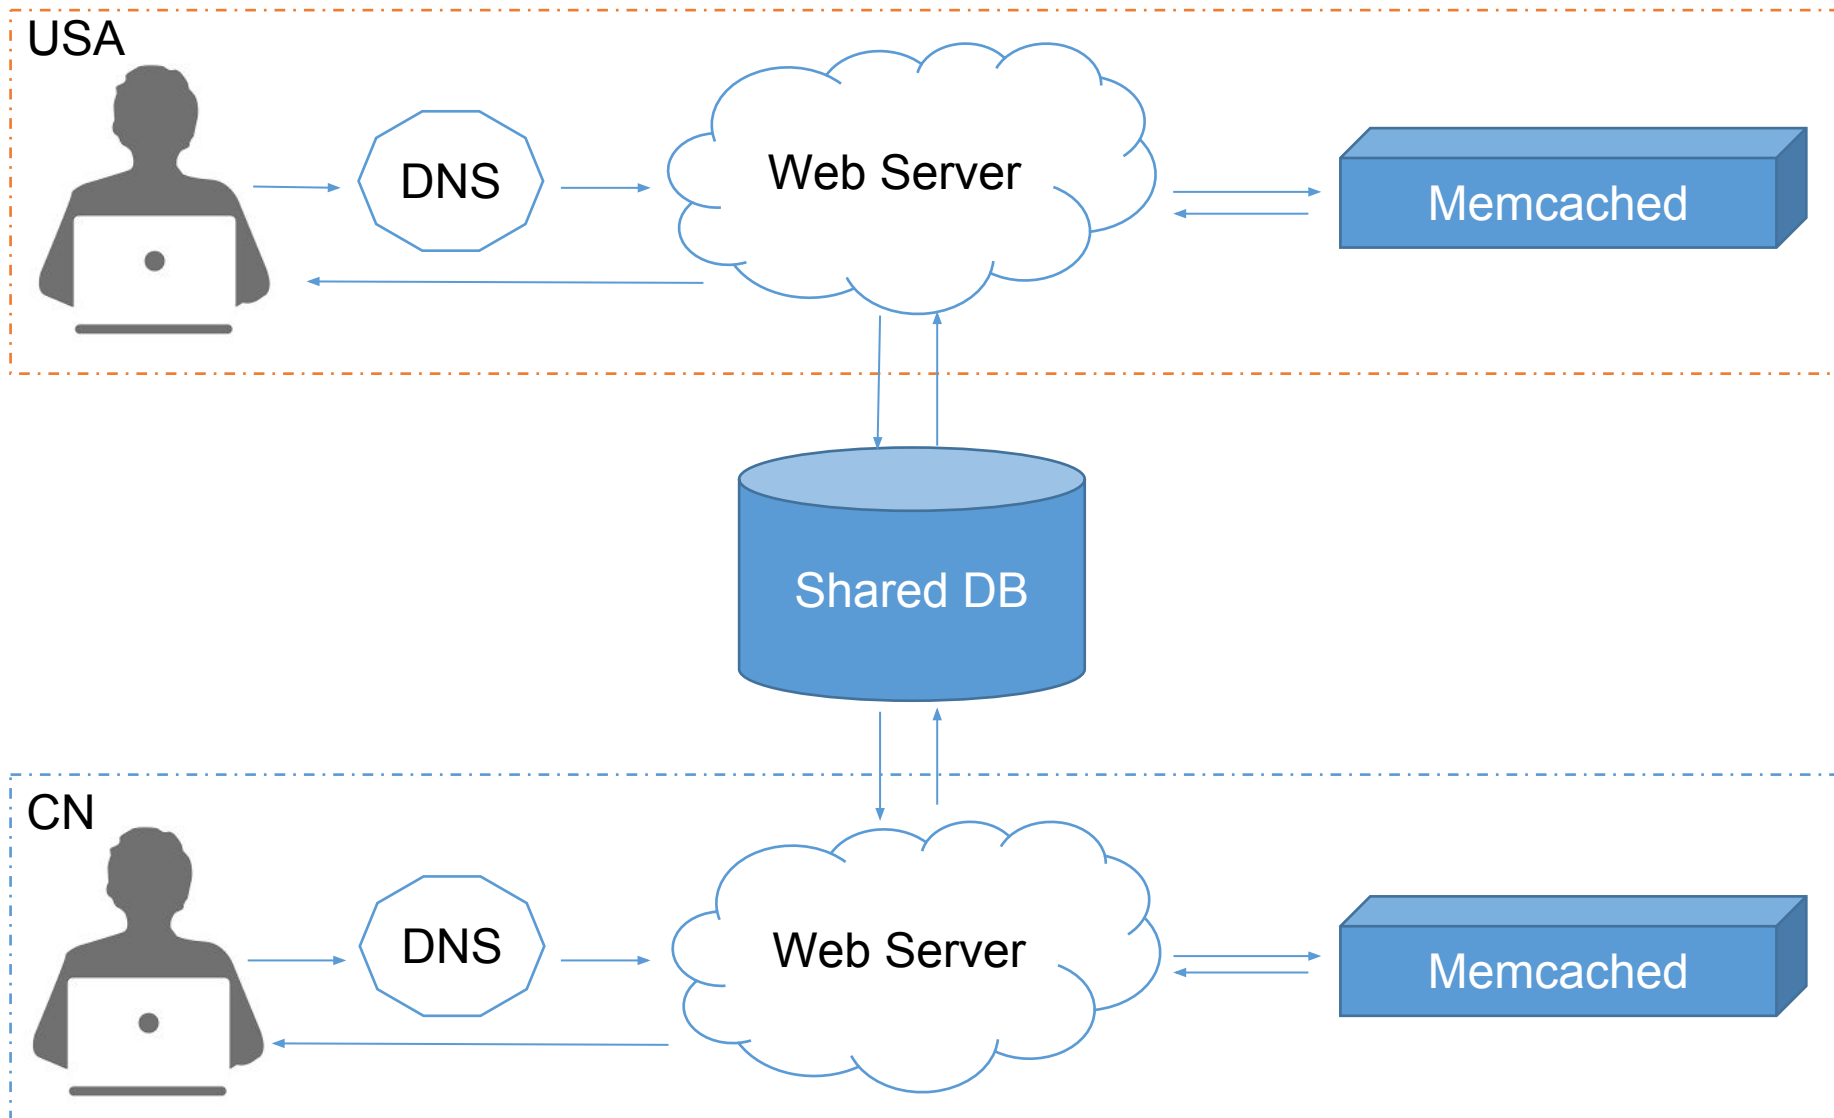 USA
DNS
Web Server
Memcached
Shared DB
CN
DNS
Web Server
Memcached